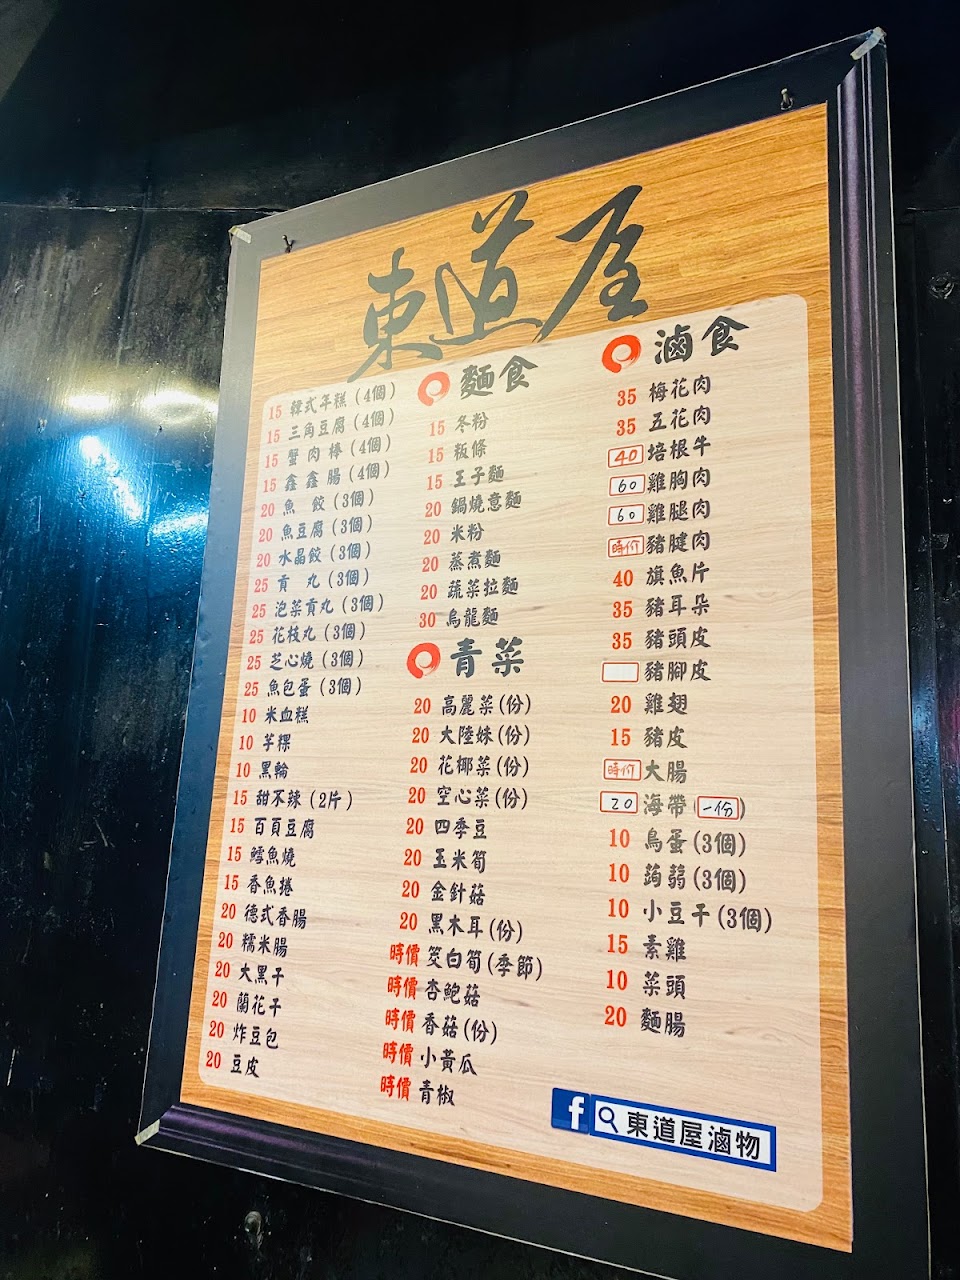 東道屋
15 韓式年糕(4個)
15 三角豆腐(4個)
15 蟹肉棒(4個)
15 鑫鑫腸(4個)
20 魚 餃(3個)
20 魚豆腐(3個)
20 水晶餃(3個)
25 貢 丸(3個)
25 泡菜貢丸(3個)
25 花枝丸(3個)
25 芝心燒(3個)
25 魚包蛋(3個)
10 米血糕
10 芋粿
10 黑輪
15 甜不辣(2片)
15 百頁豆腐
15 鱈魚燒
15 香魚捲
20 德式香腸
20 糯米腸
20 大黑干
20 蘭花干
20 炸豆包
20 豆皮
麵食
15 冬粉
15 粄條
15 王子麵
20 鍋燒意麵
20 米粉
20 蒸煮麵
20 蔬菜拉麵
30 烏龍麵
青菜
20 高麗菜(份)
20 大陸妹(份)
20 花椰菜(份)
20 空心菜(份)
20 四季豆
20 玉米筍
20 金針菇
20 黑木耳(份)
時價 筊白筍(季節)
時價 杏鮑菇
時價 香菇(份)
時價 小黃瓜
時價 青椒
滷食
35 梅花肉
35 五花肉
40 培根牛
60 雞胸肉
60 雞腿肉
時价 豬腱肉
40 旗魚片
35 豬耳朵
35 豬頭皮
豬腳皮
20 雞翅
15 豬皮
時价 大腸
20 海帶(一份)
10 鳥蛋(3個)
10 蒟蒻(3個)
10 小豆干(3個)
15 素雞
10 菜頭
20 麵腸
f 東道屋滷物